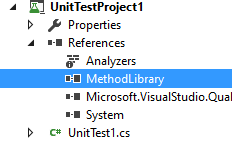 UnitTestProject1
Properties
References
Analyzers
MethodLibrary
Microsoft.VisualStudio.Qual
System
C# UnitTest1.cs